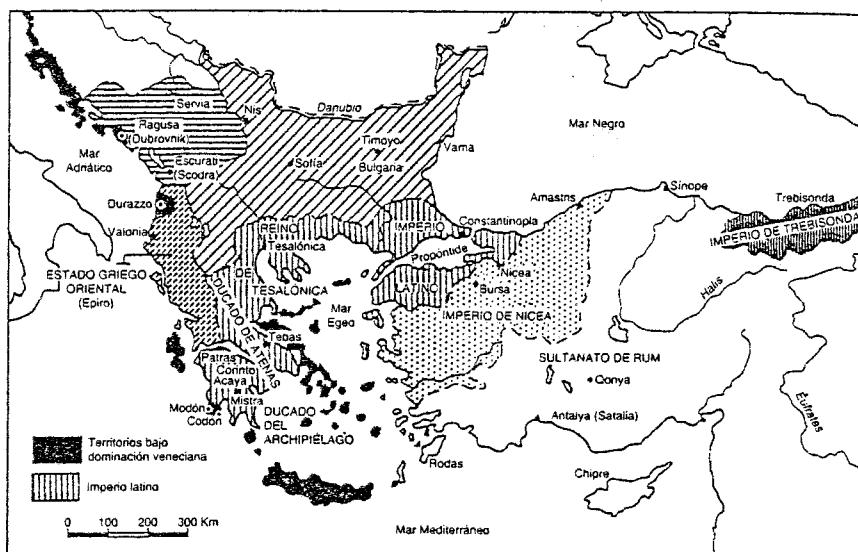 Servia
Nis
Danubio
Mar Negro
Ragusa
(Dubrovnik)
Mar
Adriático
Escurati
(Scodra)
Sofía
Timoyo
Bulgaria
Varna
Durazzo
Valonia
Amastris
Sínope
Trebisonda
IMPERIO DE TREBISONDA
REINO
DE
TESALÓNICA
Tesalónica
IMPERIO
LATINO
Constantinopla
Propóntide
Nicea
Bursa
IMPERIO DE NICEA
Halis
ESTADO GRIEGO
ORIENTAL
(Epiro)
DUCADO DE ATENAS
Mar
Egeo
Tebas
SULTANATO DE RUM
Qonya
Patras
Corinto
Acaya
Mistra
Modón
Codón
DUCADO
DEL
ARCHIPIÉLAGO
Antalya (Satalia)
Éufrates
Rodas
Chipre
Mar Mediterráneo
Territorios bajo
dominación veneciana
Imperio latino
0 100 200 300 Km